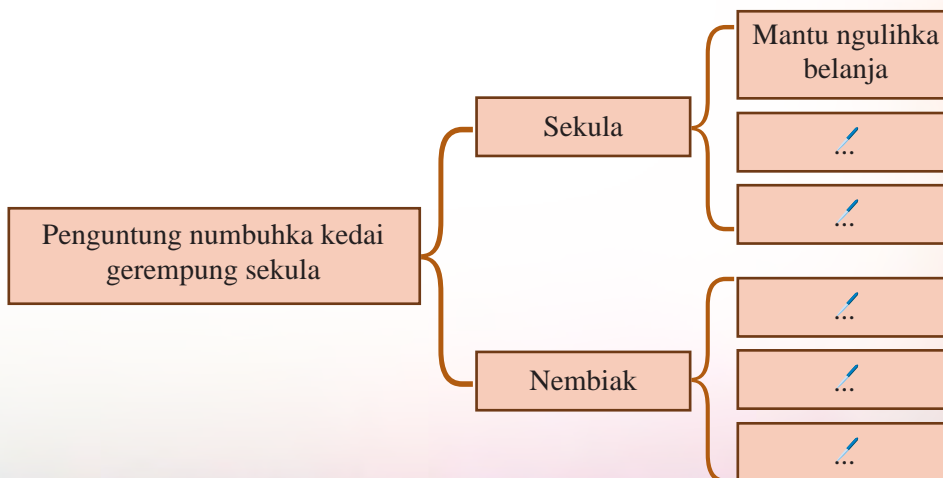 Penguntung numbuhka kedai
gerempung sekula
Sekula
Mantu ngulihka
belanja
...
...
Nembiak
...
...
...